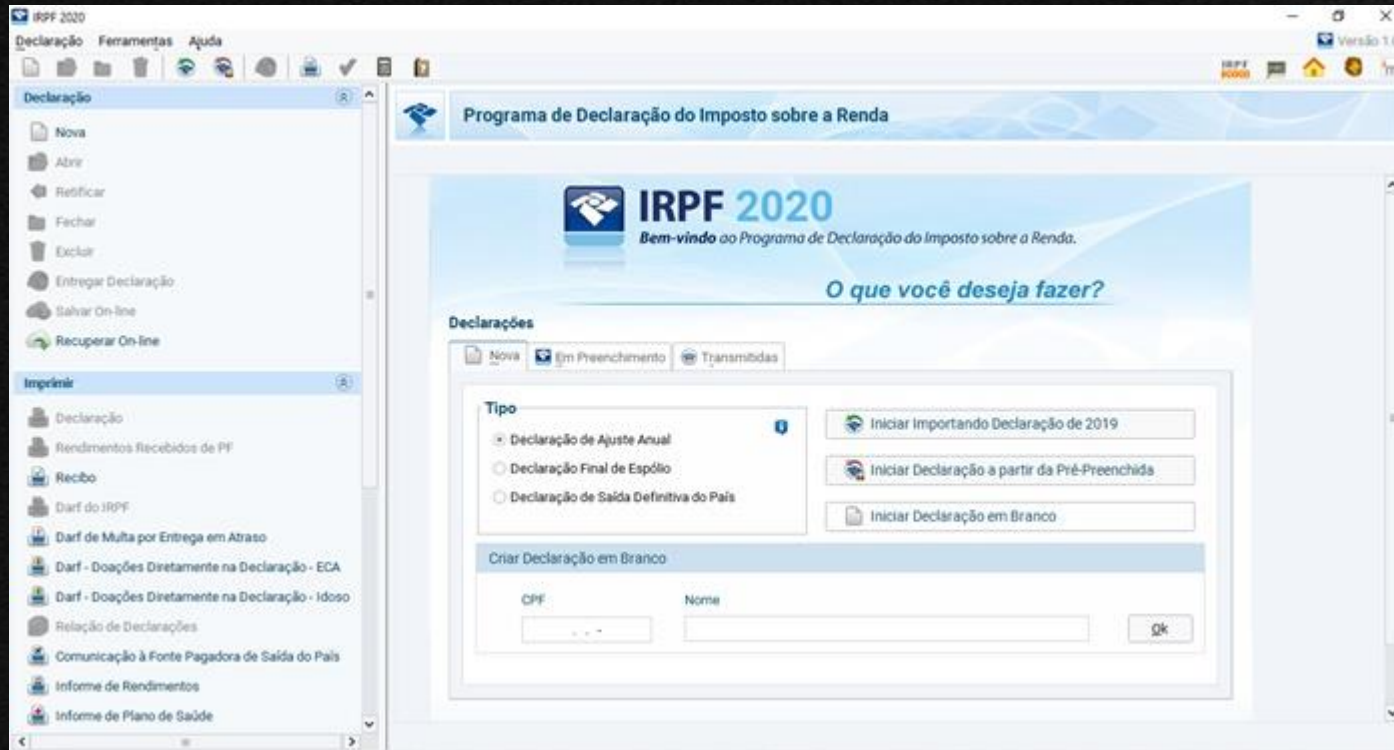 IRPF 2020
Declaração Ferramentas Ajuda
Versão 1.
IRPF
Declaração
Nova
Abrir
Retificar
Fechar
Excluir
Entregar Declaração
Salvar On-line
Recuperar On-line
Imprimir
Declaração
Rendimentos Recebidos de PF
Recibo
Darf do IRPF
Darf de Multa por Entrega em Atraso
Darf - Doações Diretamente na Declaração - ECA
Darf - Doações Diretamente na Declaração - Idoso
Relação de Declarações
Comunicação à Fonte Pagadora de Saída do País
Informe de Rendimentos
Informe de Plano de Saúde
Programa de Declaração do Imposto sobre a Renda
IRPF 2020
Bem-vindo ao Programa de Declaração do Imposto sobre a Renda.
O que você deseja fazer?
Declarações
Nova Em Preenchimento Transmitidas
Tipo
Declaração de Ajuste Anual
Declaração Final de Espólio
Declaração de Saída Definitiva do País
Iniciar Importando Declaração de 2019
Iniciar Declaração a partir da Pré-Preenchida
Iniciar Declaração em Branco
Criar Declaração em Branco
CPF Nome
. . -
Ok